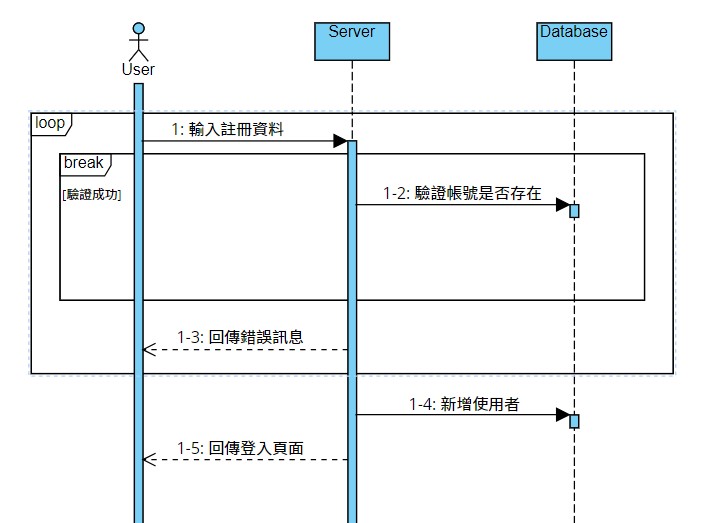 User
Server
Database
loop
1: 輸入註冊資料
break
[驗證成功]
1-2: 驗證帳號是否存在
1-3: 回傳錯誤訊息
1-4: 新增使用者
1-5: 回傳登入頁面